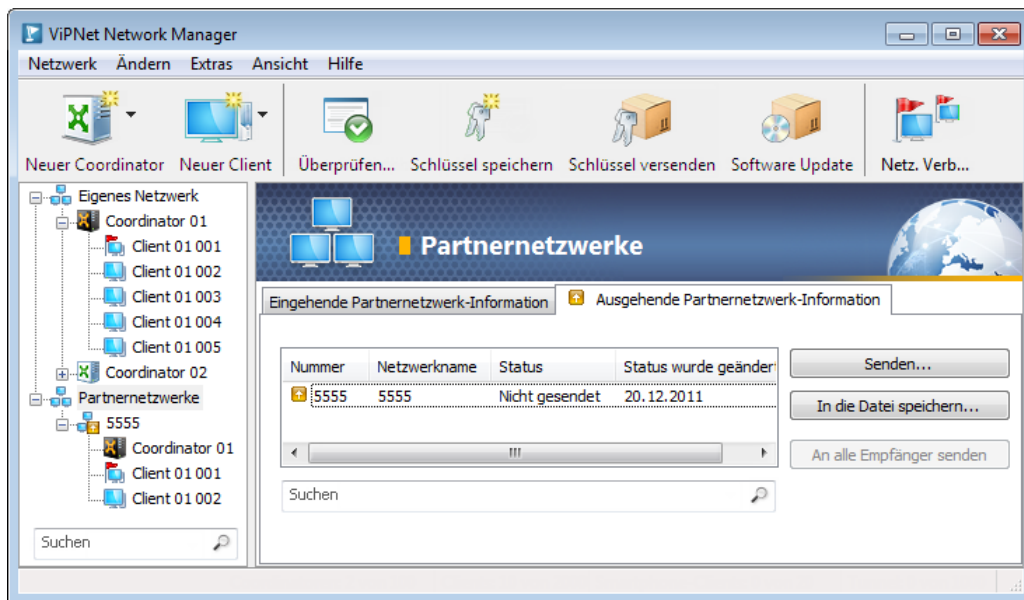 ViPNet Network Manager
Netzwerk Ändern Extras Ansicht Hilfe
Neuer Coordinator Neuer Client Überprüfen... Schlüssel speichern Schlüssel versenden Software Update Netz. Verb...
Eigenes Netzwerk
Coordinator 01
Client 01 001
Client 01 002
Client 01 003
Client 01 004
Client 01 005
Coordinator 02
Partnernetzwerke
5555
Coordinator 01
Client 01 001
Client 01 002
Suchen
Partnernetzwerke
Eingehende Partnernetzwerk-Information Ausgehende Partnernetzwerk-Information
Nummer Netzwerkname Status Status wurde geänder
5555 5555 Nicht gesendet 20.12.2011
Suchen
Senden...
In die Datei speichern...
An alle Empfänger senden